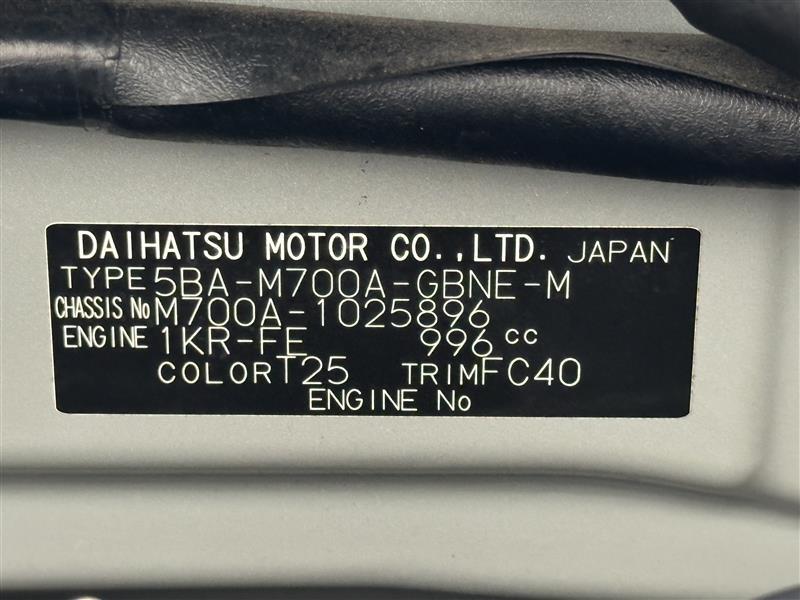 DAIHATSU MOTOR CO.,LTD. JAPAN
TYPE 5BA-M700A-GBNE-M
CHASSIS No M700A-1025896
ENGINE 1KR-FE 996 cc
COLOR T25 TRIM FC40
ENGINE No